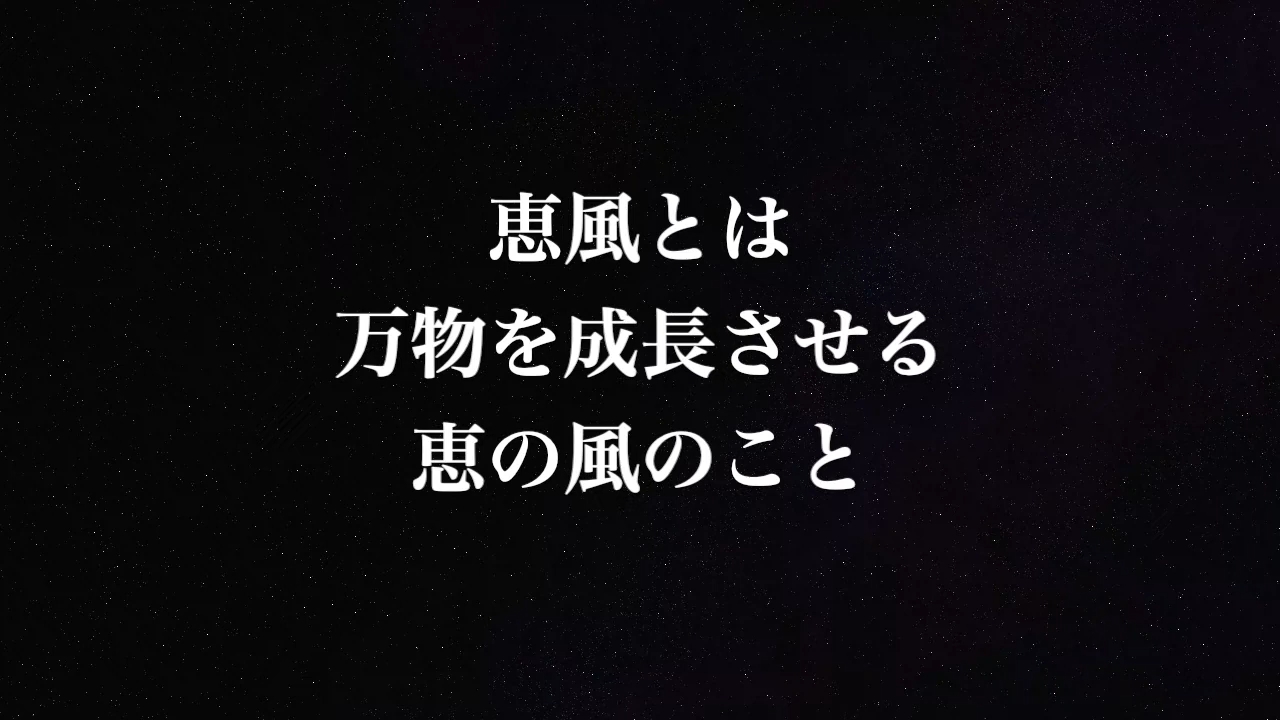 恵風とは
万物を成長させる
恵の風のこと